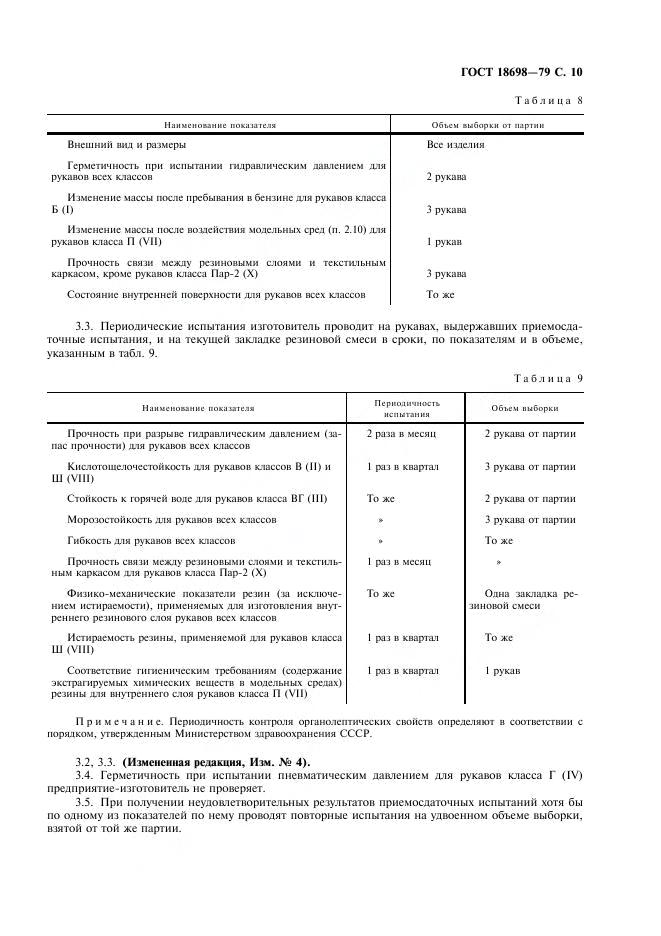 ГОСТ 18698—79 С. 10
Таблица 8
Наименование показателя
Объем выборки от партии
Внешний вид и размеры
Все изделия
Герметичность при испытании гидравлическим давлением для
рукавов всех классов
2 рукава
Изменение массы после пребывания в бензине для рукавов класса
Б (I)
3 рукава
Изменение массы после воздействия модельных сред (п. 2.10) для
рукавов класса П (VII)
1 рукав
Прочность связи между резиновыми слоями и текстильным
каркасом, кроме рукавов класса Пар-2 (X)
3 рукава
Состояние внутренней поверхности для рукавов всех классов
То же
3.3. Периодические испытания изготовитель проводит на рукавах, выдержавших приемосда-
точные испытания, и на текущей закладке резиновой смеси в сроки, по показателям и в объеме,
указанным в табл. 9.
Таблица 9
Наименование показателя
Периодичность
испытания
Объем выборки
Прочность при разрыве гидравлическим давлением (за-
пас прочности) для рукавов всех классов
2 раза в месяц
2 рукава от партии
Кислотощелочестойкость для рукавов классов В (II) и
Ш (VIII)
1 раз в квартал
3 рукава от партии
Стойкость к горячей воде для рукавов класса ВГ (III)
То же
2 рукава от партии
Морозостойкость для рукавов всех классов
»
3 рукава от партии
Гибкость для рукавов всех классов
»
То же
Прочность связи между резиновыми слоями и текстиль-
ным каркасом для рукавов класса Пар-2 (X)
1 раз в месяц
»
Физико-механические показатели резин (за исключе-
нием истираемости), применяемых для изготовления внут-
реннего резинового слоя рукавов всех классов
То же
Одна закладка ре-
зиновой смеси
Истираемость резины, применяемой для рукавов класса
Ш (VIII)
1 раз в квартал
То же
Соответствие гигиеническим требованиям (содержание
экстрагируемых химических веществ в модельных средах)
резины для внутреннего слоя рукавов класса П (VII)
1 раз в квартал
1 рукав
Примечание. Периодичность контроля органолептических свойств определяют в соответствии с
порядком, утвержденным Министерством здравоохранения СССР.
3.2, 3.3. (Измененная редакция, Изм. № 4).
3.4. Герметичность при испытании пневматическим давлением для рукавов класса Г (IV)
предприятие-изготовитель не проверяет.
3.5. При получении неудовлетворительных результатов приемосдаточных испытаний хотя бы
по одному из показателей по нему проводят повторные испытания на удвоенном объеме выборки,
взятой от той же партии.